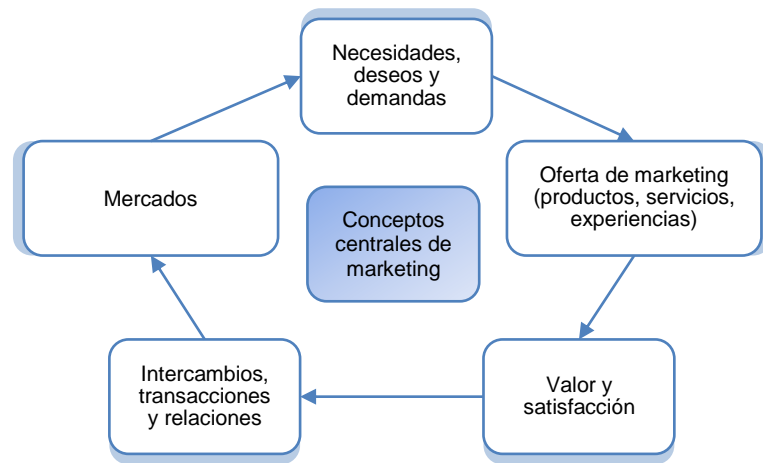 Necesidades,
deseos y
demandas
Oferta de marketing
(productos, servicios,
experiencias)
Mercados
Conceptos
centrales de
marketing
Intercambios,
transacciones
y relaciones
Valor y
satisfacción